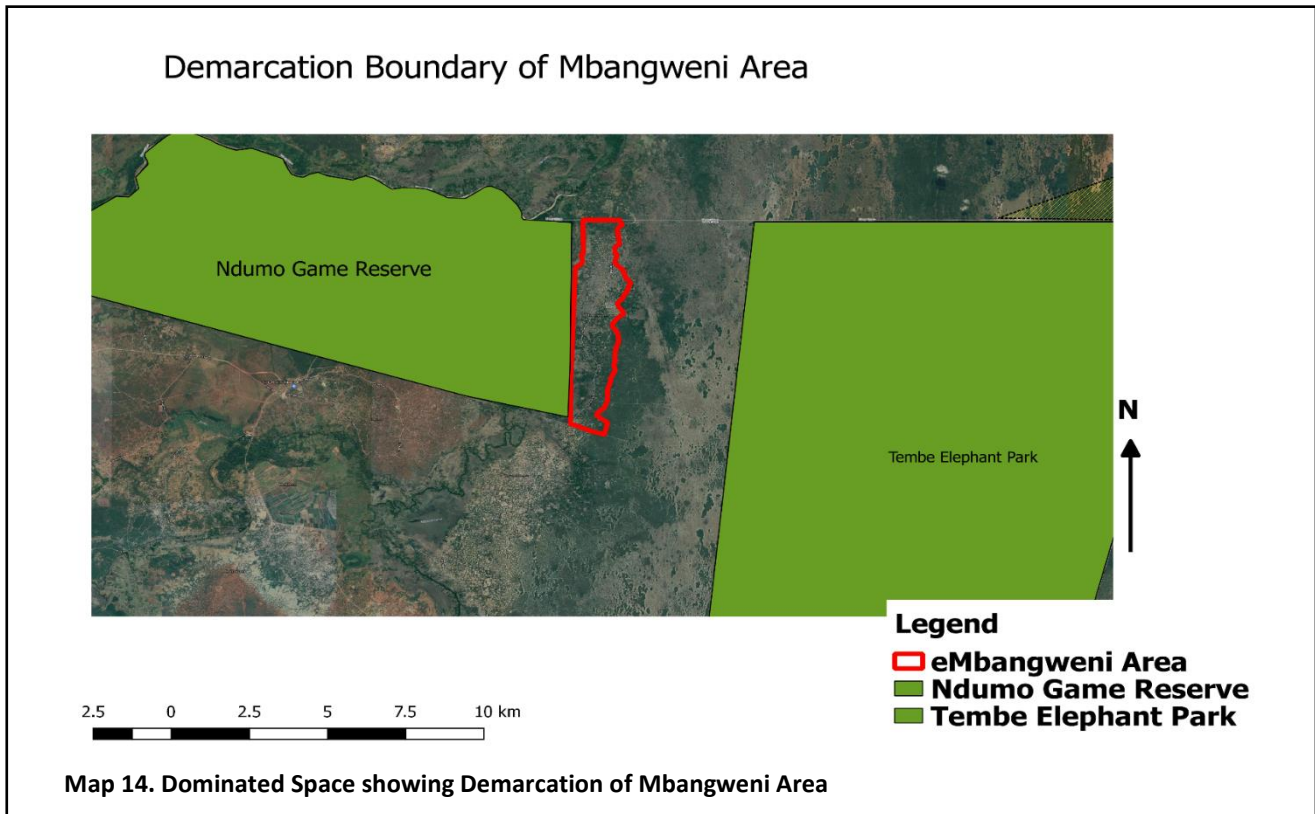 Demarcation Boundary of Mbangweni Area
Ndumo Game Reserve
Tembe Elephant Park
N
Legend
eMbangweni Area
Ndumo Game Reserve
Tembe Elephant Park
2.5 0 2.5 5 7.5 10 km
Map 14. Dominated Space showing Demarcation of Mbangweni Area